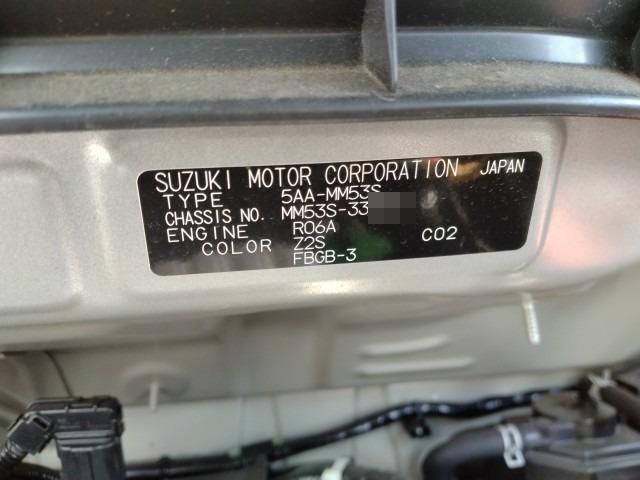 SUZUKI MOTOR CORPORATION JAPAN
TYPE 5AA-MM53S
CHASSIS NO. MM53S-33
ENGINE R06A
COLOR Z2S C02
FBGB-3